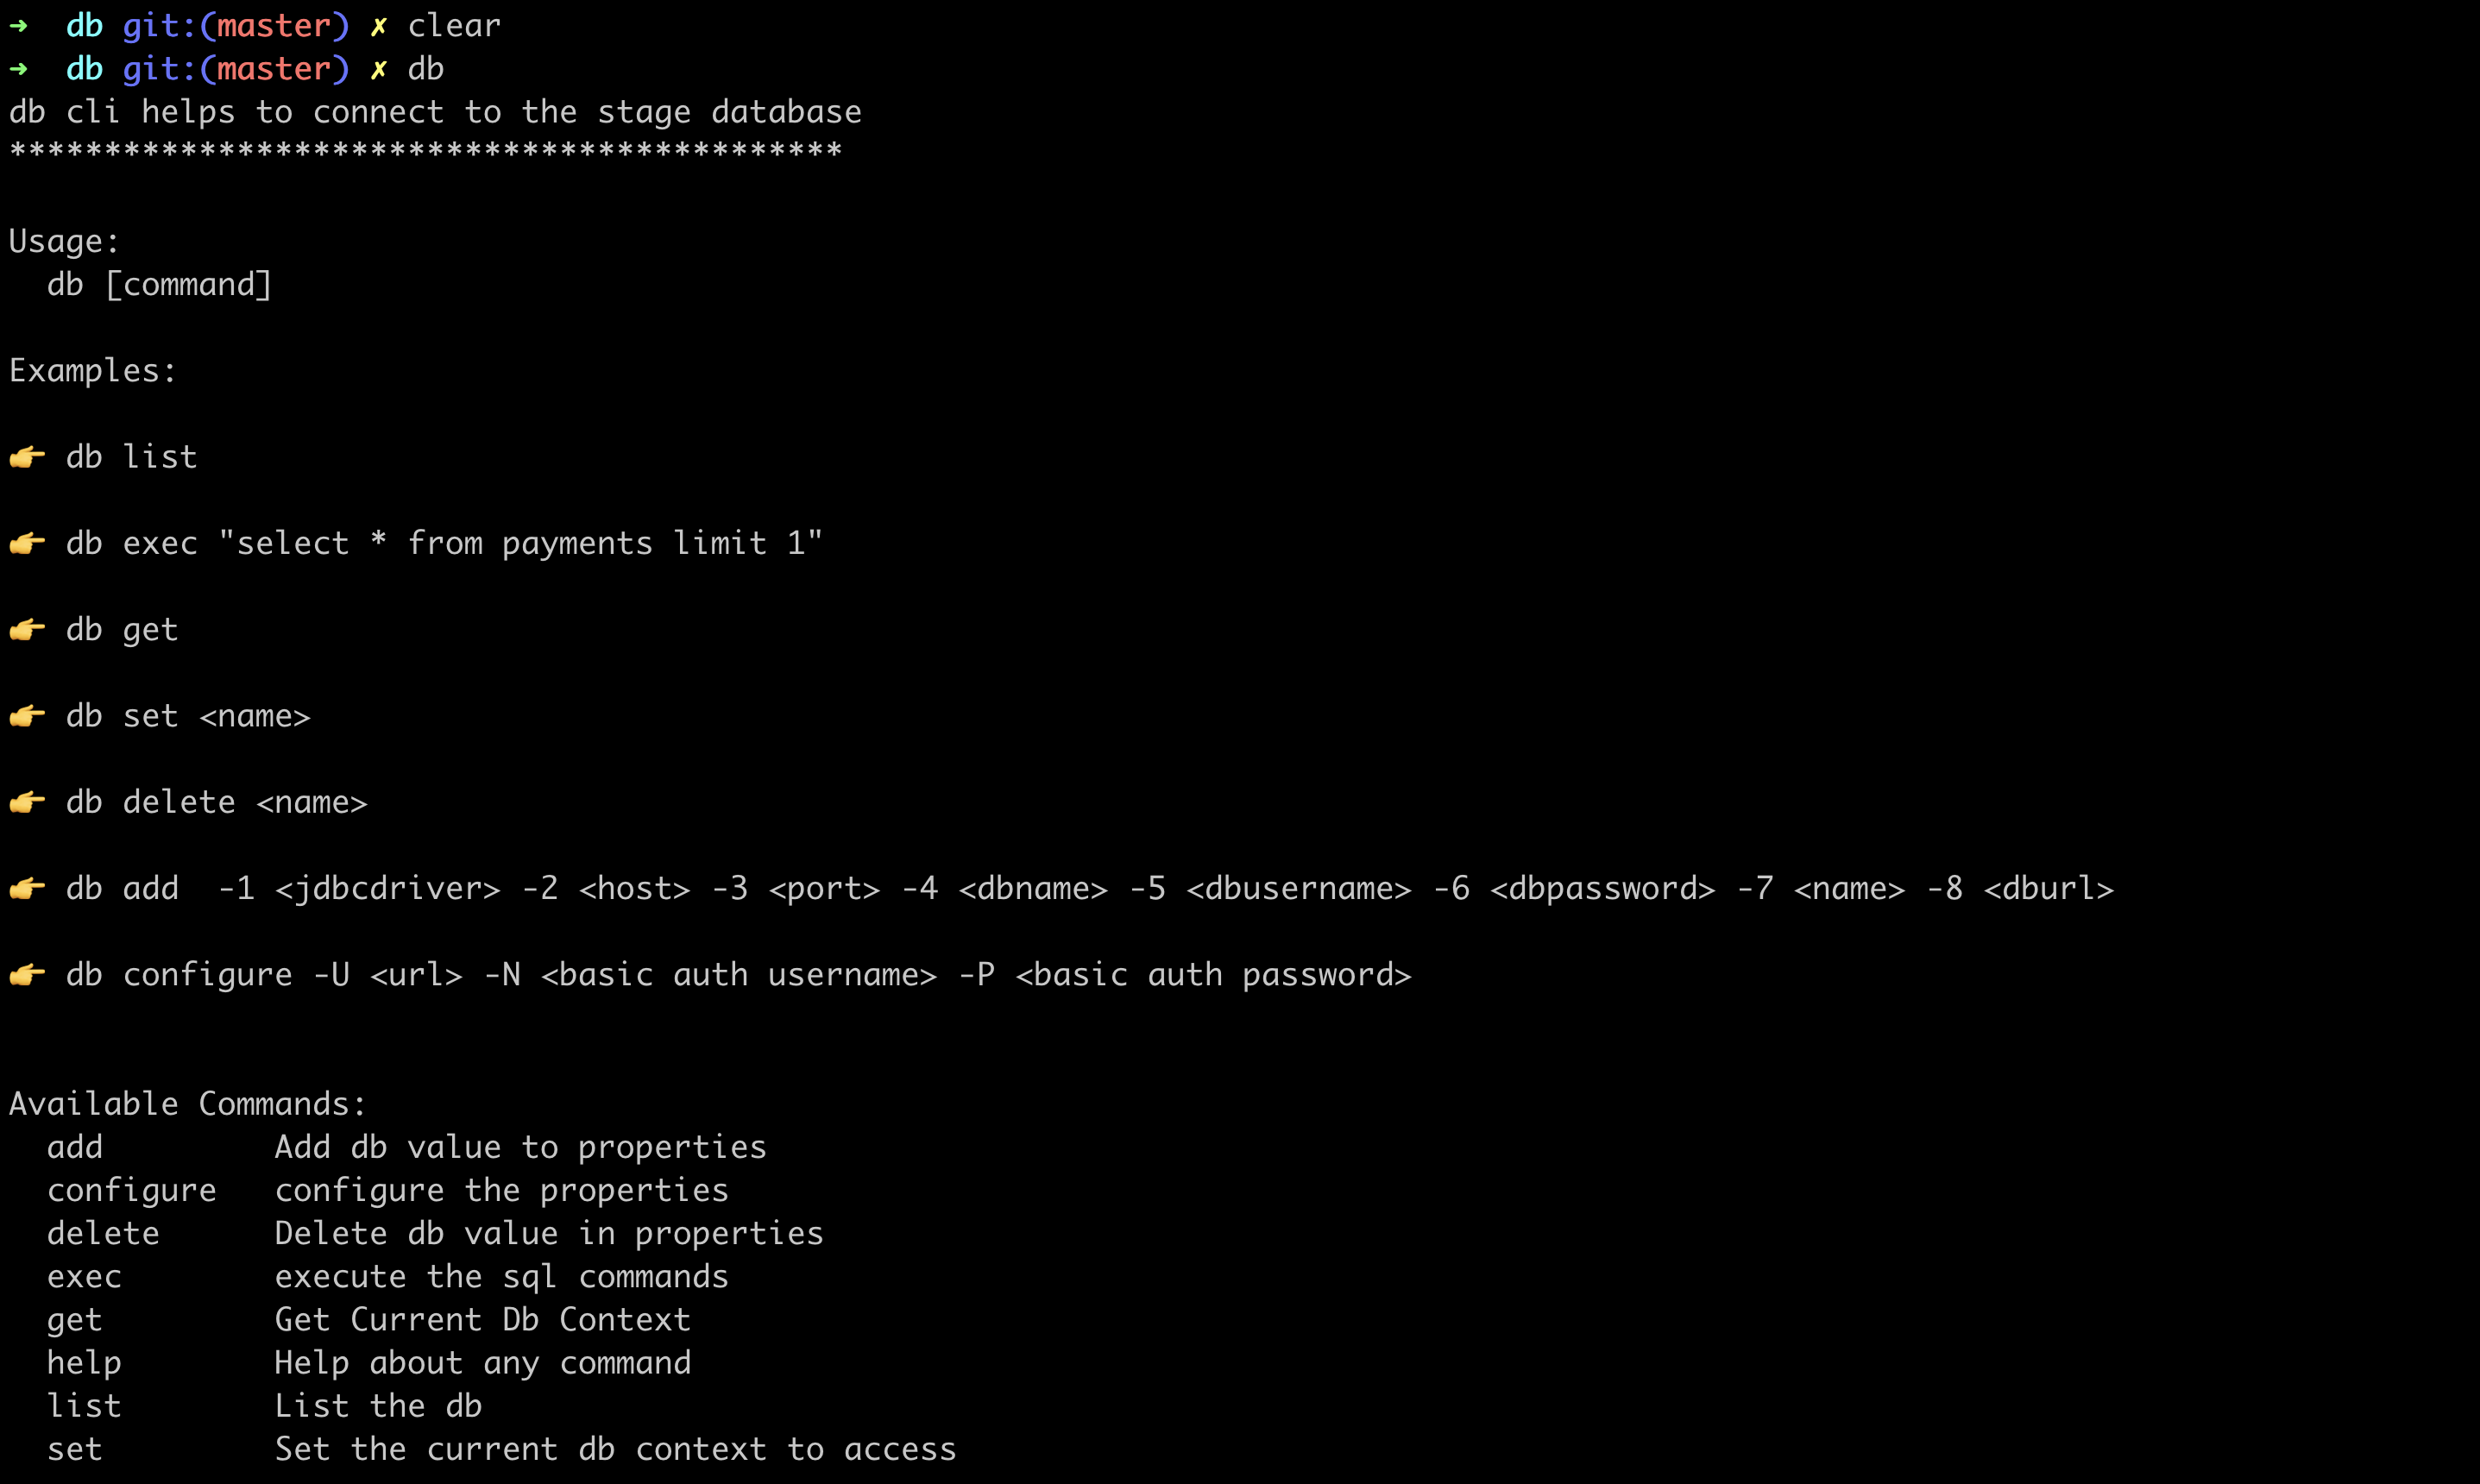 ➜  db git:(master) ✗ clear
➜  db git:(master) ✗ db
db cli helps to connect to the stage database
********************************************
Usage:
  db [command]
Examples:
👉 db list
👉 db exec "select * from payments limit 1"
👉 db get
👉 db set <name>
👉 db delete <name>
👉 db add  -1 <jdbcdriver> -2 <host> -3 <port> -4 <dbname> -5 <dbusername> -6 <dbpassword> -7 <name> -8 <dburl>
👉 db configure -U <url> -N <basic auth username> -P <basic auth password>
Available Commands:
  add         Add db value to properties
  configure   configure the properties
  delete      Delete db value in properties
  exec        execute the sql commands
  get         Get Current Db Context
  help        Help about any command
  list        List the db
  set         Set the current db context to access